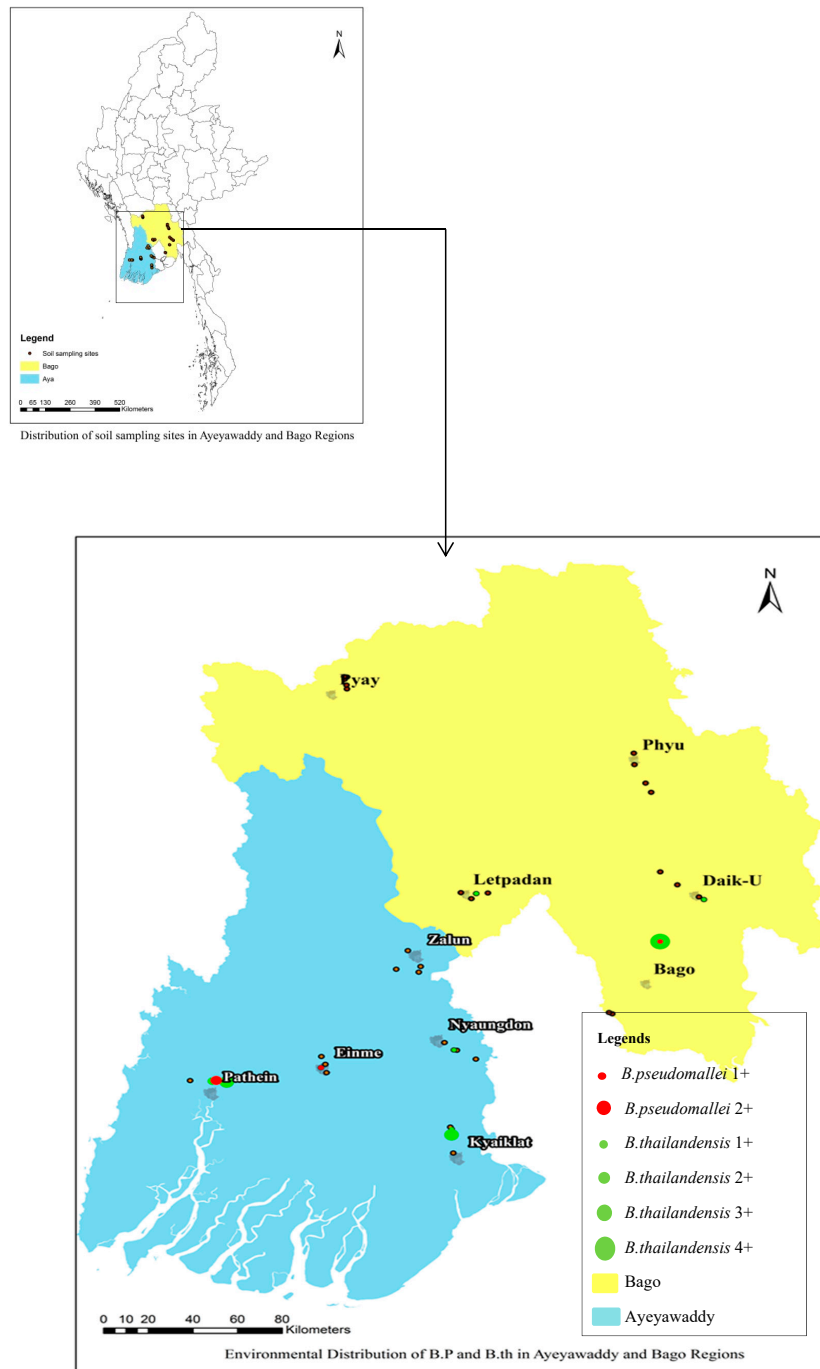 N
Legend
Soil sampling sites
Bago
Aya
0 65 130 260 390 520
Kilometers
Distribution of soil sampling sites in Ayeyawaddy and Bago Regions
N
Pyay
Phyu
Letpadan
Daik-U
Zalun
Bago
Nyaungdon
Einme
Pathein
Kyaiklat
Legends
B.pseudomallei 1+
B.pseudomallei 2+
B.thailandensis 1+
B.thailandensis 2+
B.thailandensis 3+
B.thailandensis 4+
Bago
Ayeyawaddy
0 10 20 40 60 80
Kilometers
Environmental Distribution of B.P and B.th in Ayeyawaddy and Bago Regions